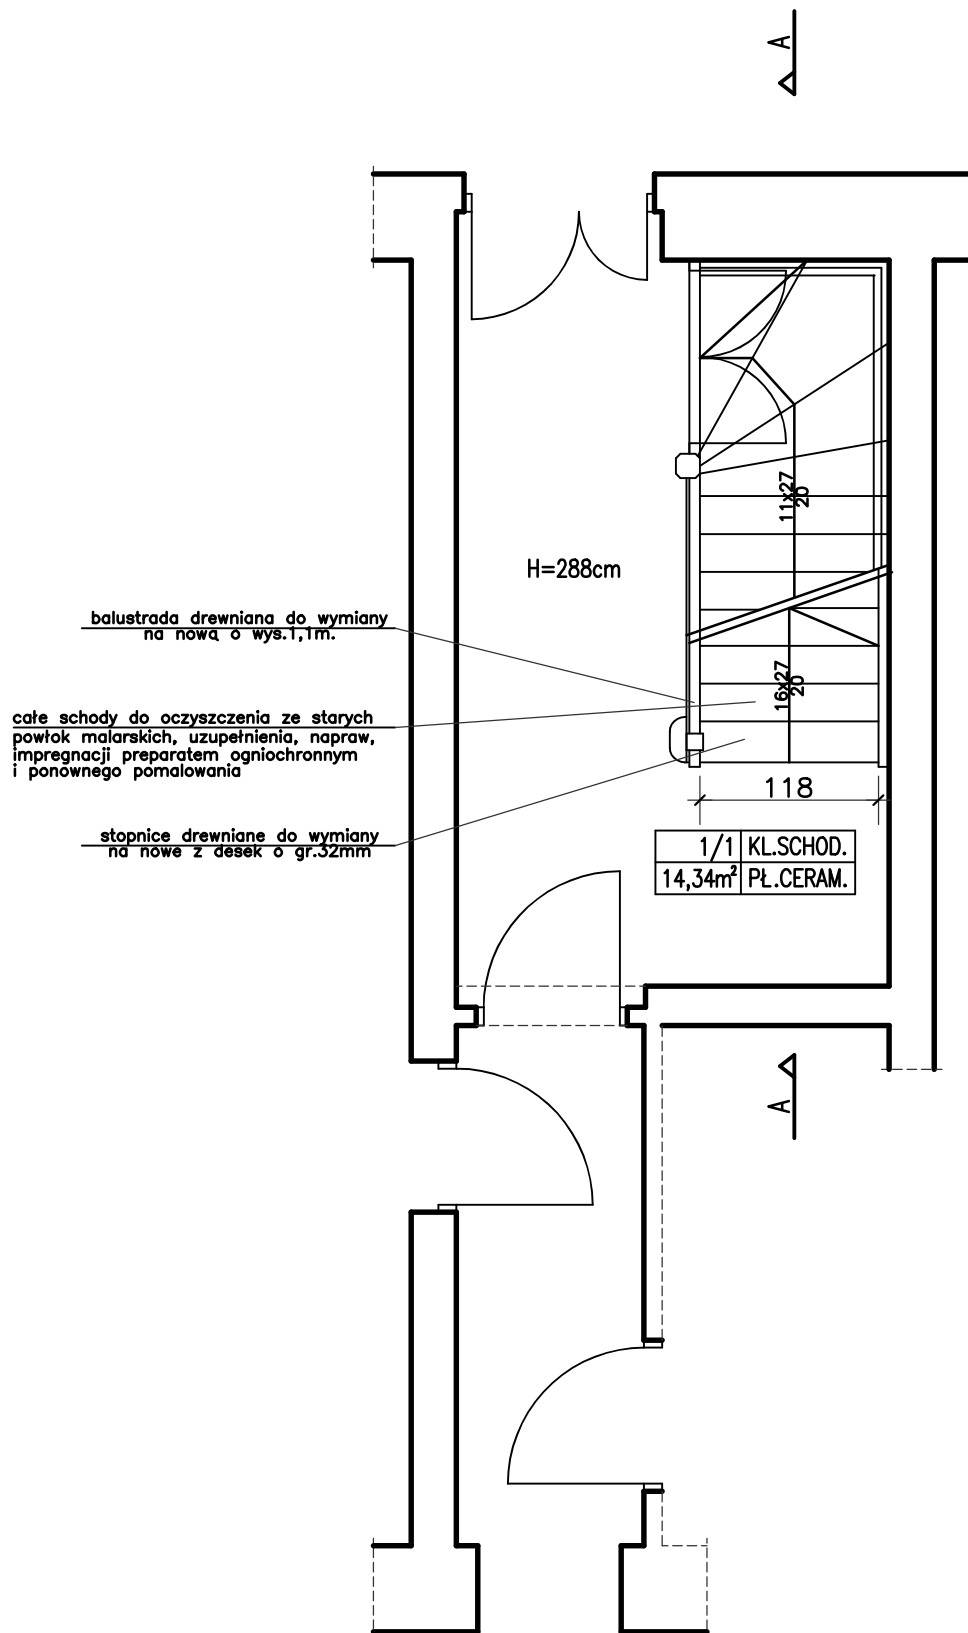 A
11x27
20
H=288cm
balustrada drewniana do wymiany
na nową o wys.1,1m.
16x27
20
całe schody do oczyszczenia ze starych
powłok malarskich, uzupełnienia, napraw,
impregnacji preparatem ogniochronnym
i ponownego pomalowania
118
stopnice drewniane do wymiany
na nowe z desek o gr.32mm
1/1 KL.SCHOD.
14,34m² PŁ.CERAM.
A